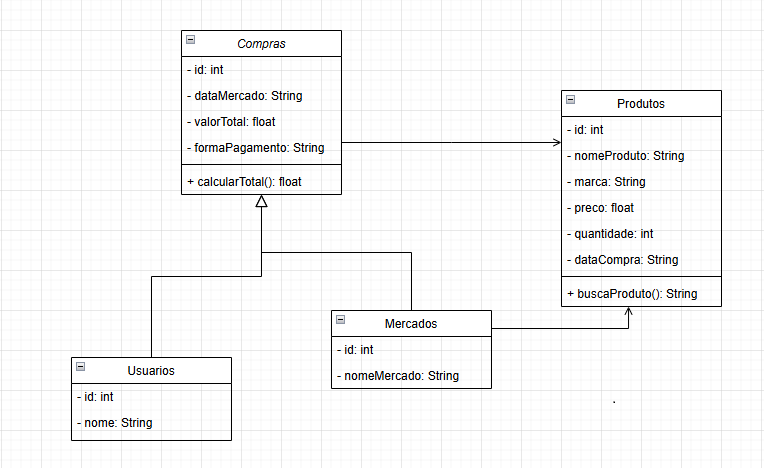 Compras
- id: int
- dataMercado: String
- valorTotal: float
- formaPagamento: String
+ calcularTotal(): float
Produtos
- id: int
- nomeProduto: String
- marca: String
- preco: float
- quantidade: int
- dataCompra: String
+ buscaProduto(): String
Mercados
- id: int
- nomeMercado: String
Usuarios
- id: int
- nome: String
.